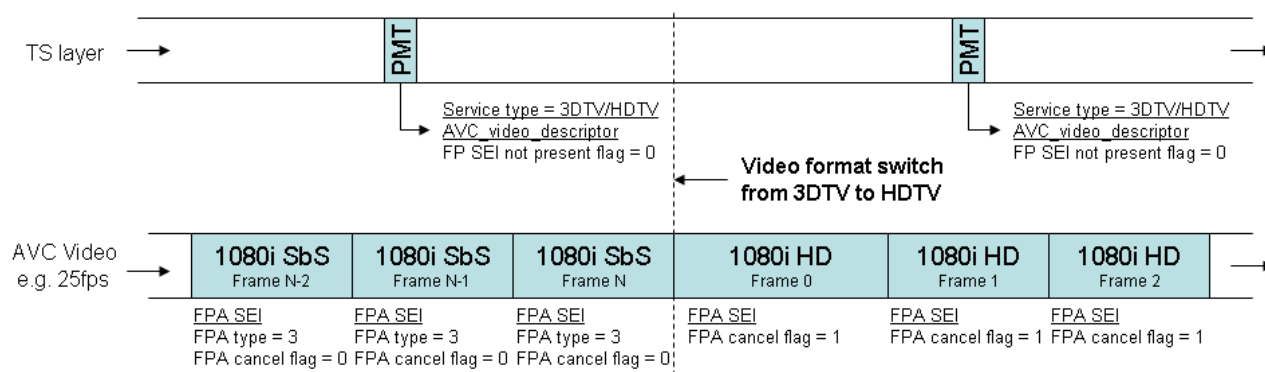 TS layer
PMT
PMT
Service type = 3DTV/HDTV
AVC_video_descriptor
FP SEI not present flag = 0
Service type = 3DTV/HDTV
AVC_video_descriptor
FP SEI not present flag = 0
Video format switch
from 3DTV to HDTV
AVC Video
e.g. 25fps
1080i SbS
Frame N-2
1080i SbS
Frame N-1
1080i SbS
Frame N
1080i HD
Frame 0
1080i HD
Frame 1
1080i HD
Frame 2
FPA SEI
FPA type = 3
FPA cancel flag = 0
FPA SEI
FPA type = 3
FPA cancel flag = 0
FPA SEI
FPA type = 3
FPA cancel flag = 0
FPA SEI
FPA cancel flag = 1
FPA SEI
FPA cancel flag = 1
FPA SEI
FPA cancel flag = 1